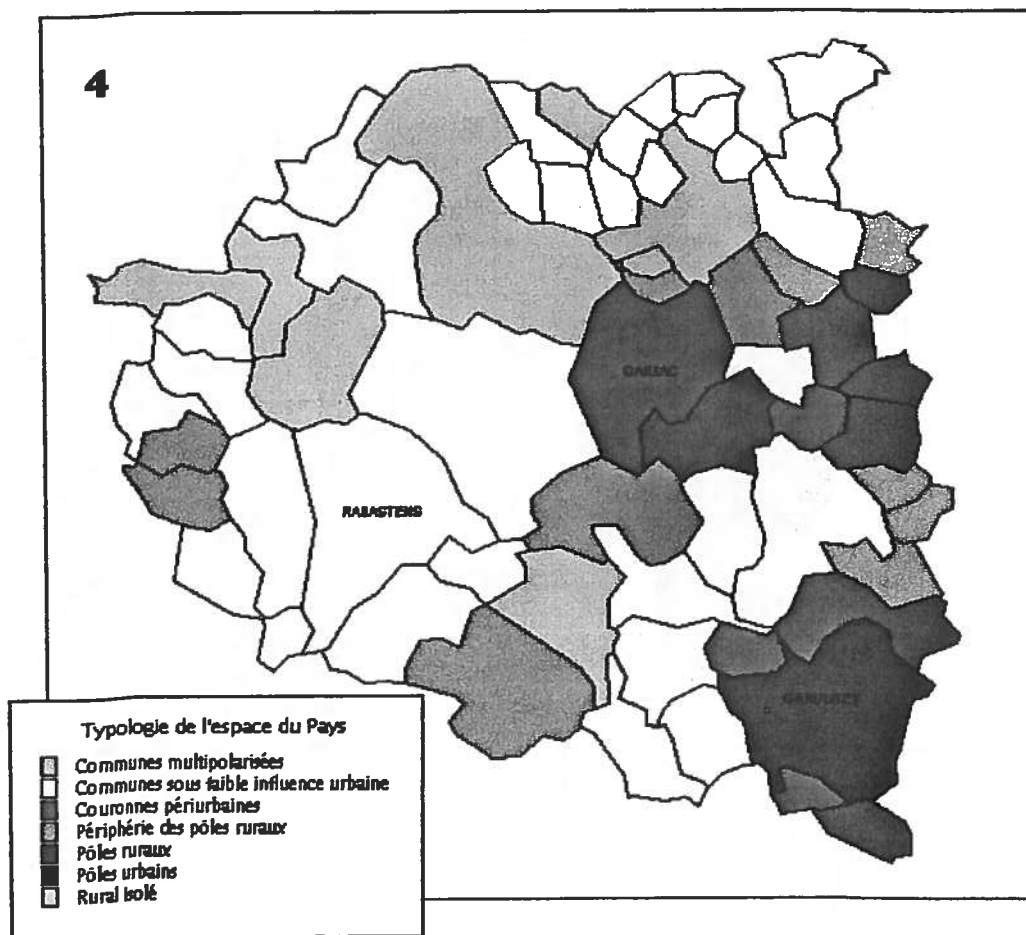 4
GAILLAC
RABASTENS
GRAULHET
Typologie de l'espace du Pays
Communes multipolarisées
Communes sous faible influence urbaine
Couronnes périurbaines
Périphérie des pôles ruraux
Pôles ruraux
Pôles urbains
Rural isolé